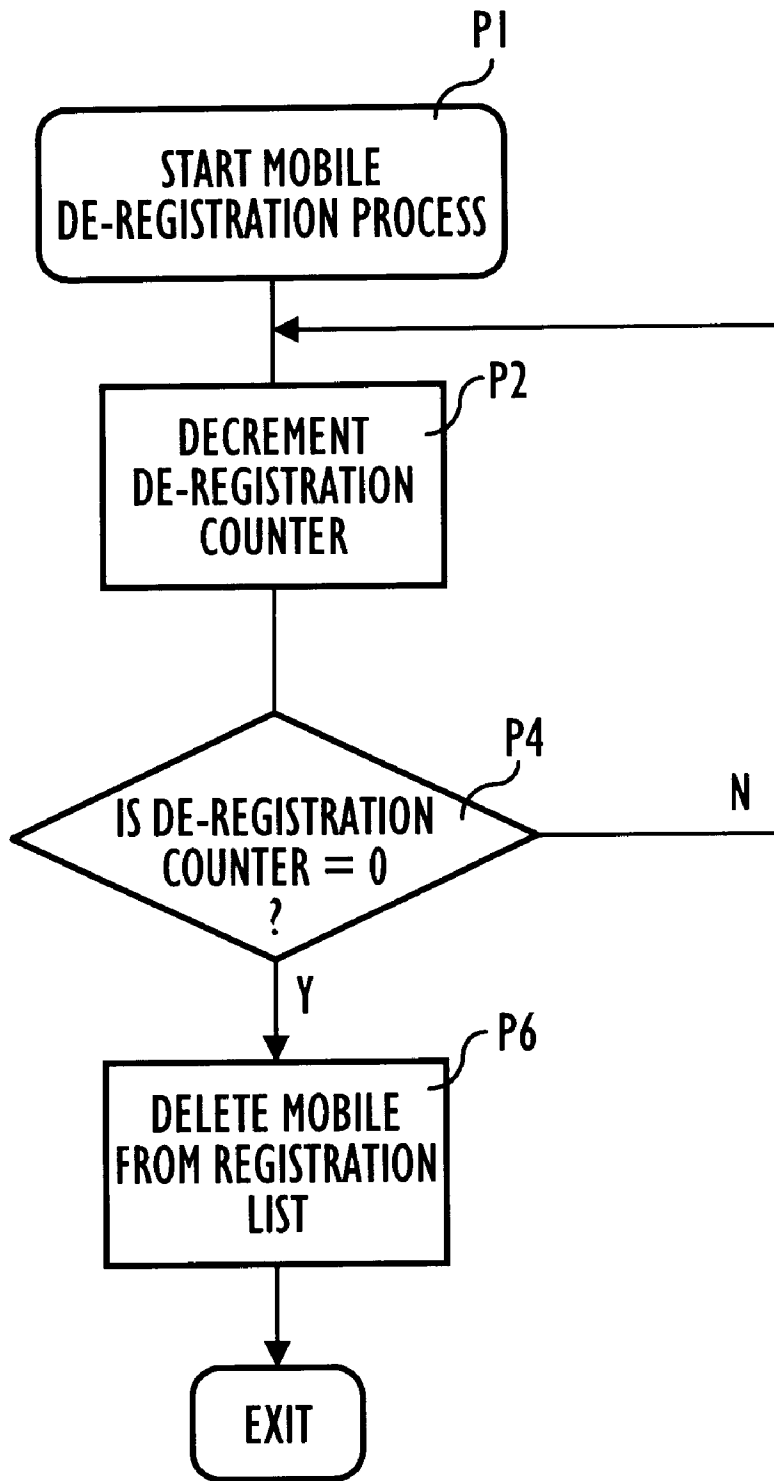 P1
START MOBILE
DE-REGISTRATION PROCESS
P2
DECREMENT
DE-REGISTRATION
COUNTER
P4
IS DE-REGISTRATION
COUNTER = 0
?
N
Y
P6
DELETE MOBILE
FROM REGISTRATION
LIST
EXIT